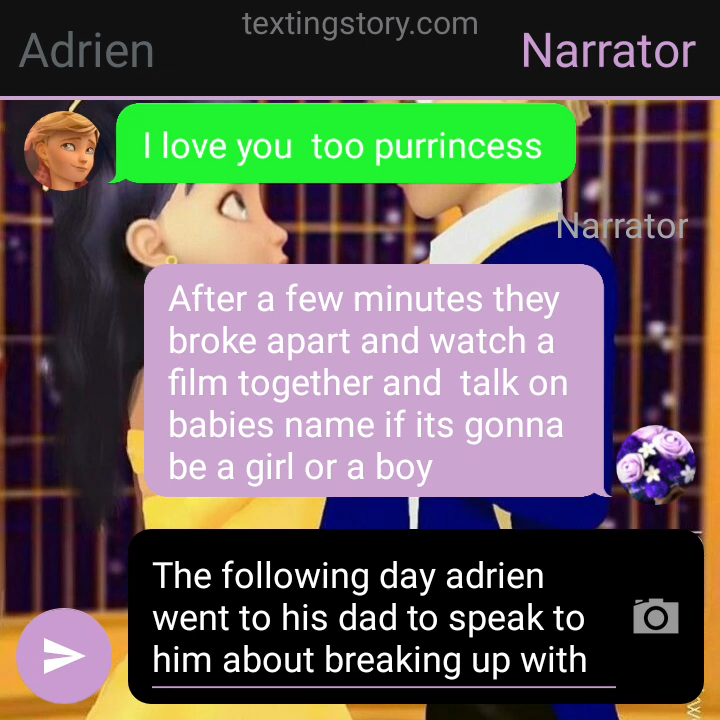 textingstory.com
Adrien
Narrator
I love you  too purrincess
Narrator
After a few minutes they
broke apart and watch a
film together and  talk on
babies name if its gonna
be a girl or a boy
The following day adrien
went to his dad to speak to
him about breaking up with